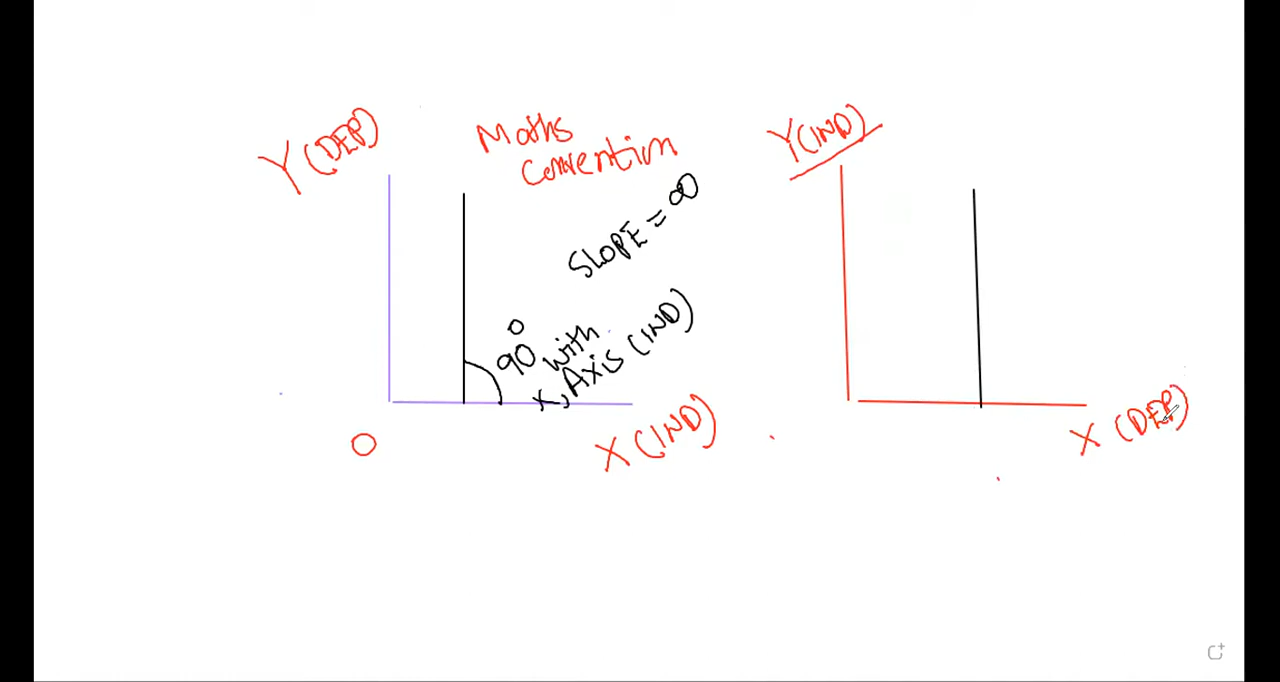 Y (DEP)
Maths
Convention
SLOPE = ∞
90° with
X, Axis (IND)
O
X (IND)
Y (IND)
X (DEP)